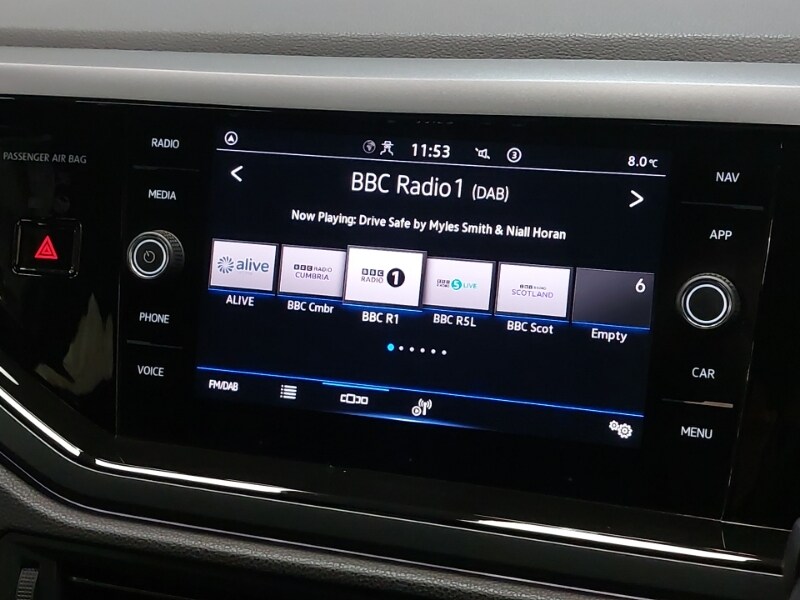 PASSENGER AIR BAG
RADIO
MEDIA
PHONE
VOICE
11:53
3
8.0°C
BBC Radio1 (DAB)
Now Playing: Drive Safe by Myles Smith & Niall Horan
alive
BBC RADIO
CUMBRIA
BBC
RADIO 1
5 LIVE
BBC RADIO
SCOTLAND
6
ALIVE
BBC Cmbr
BBC R1
BBC R5L
BBC Scot
Empty
FM/DAB
NAV
APP
CAR
MENU